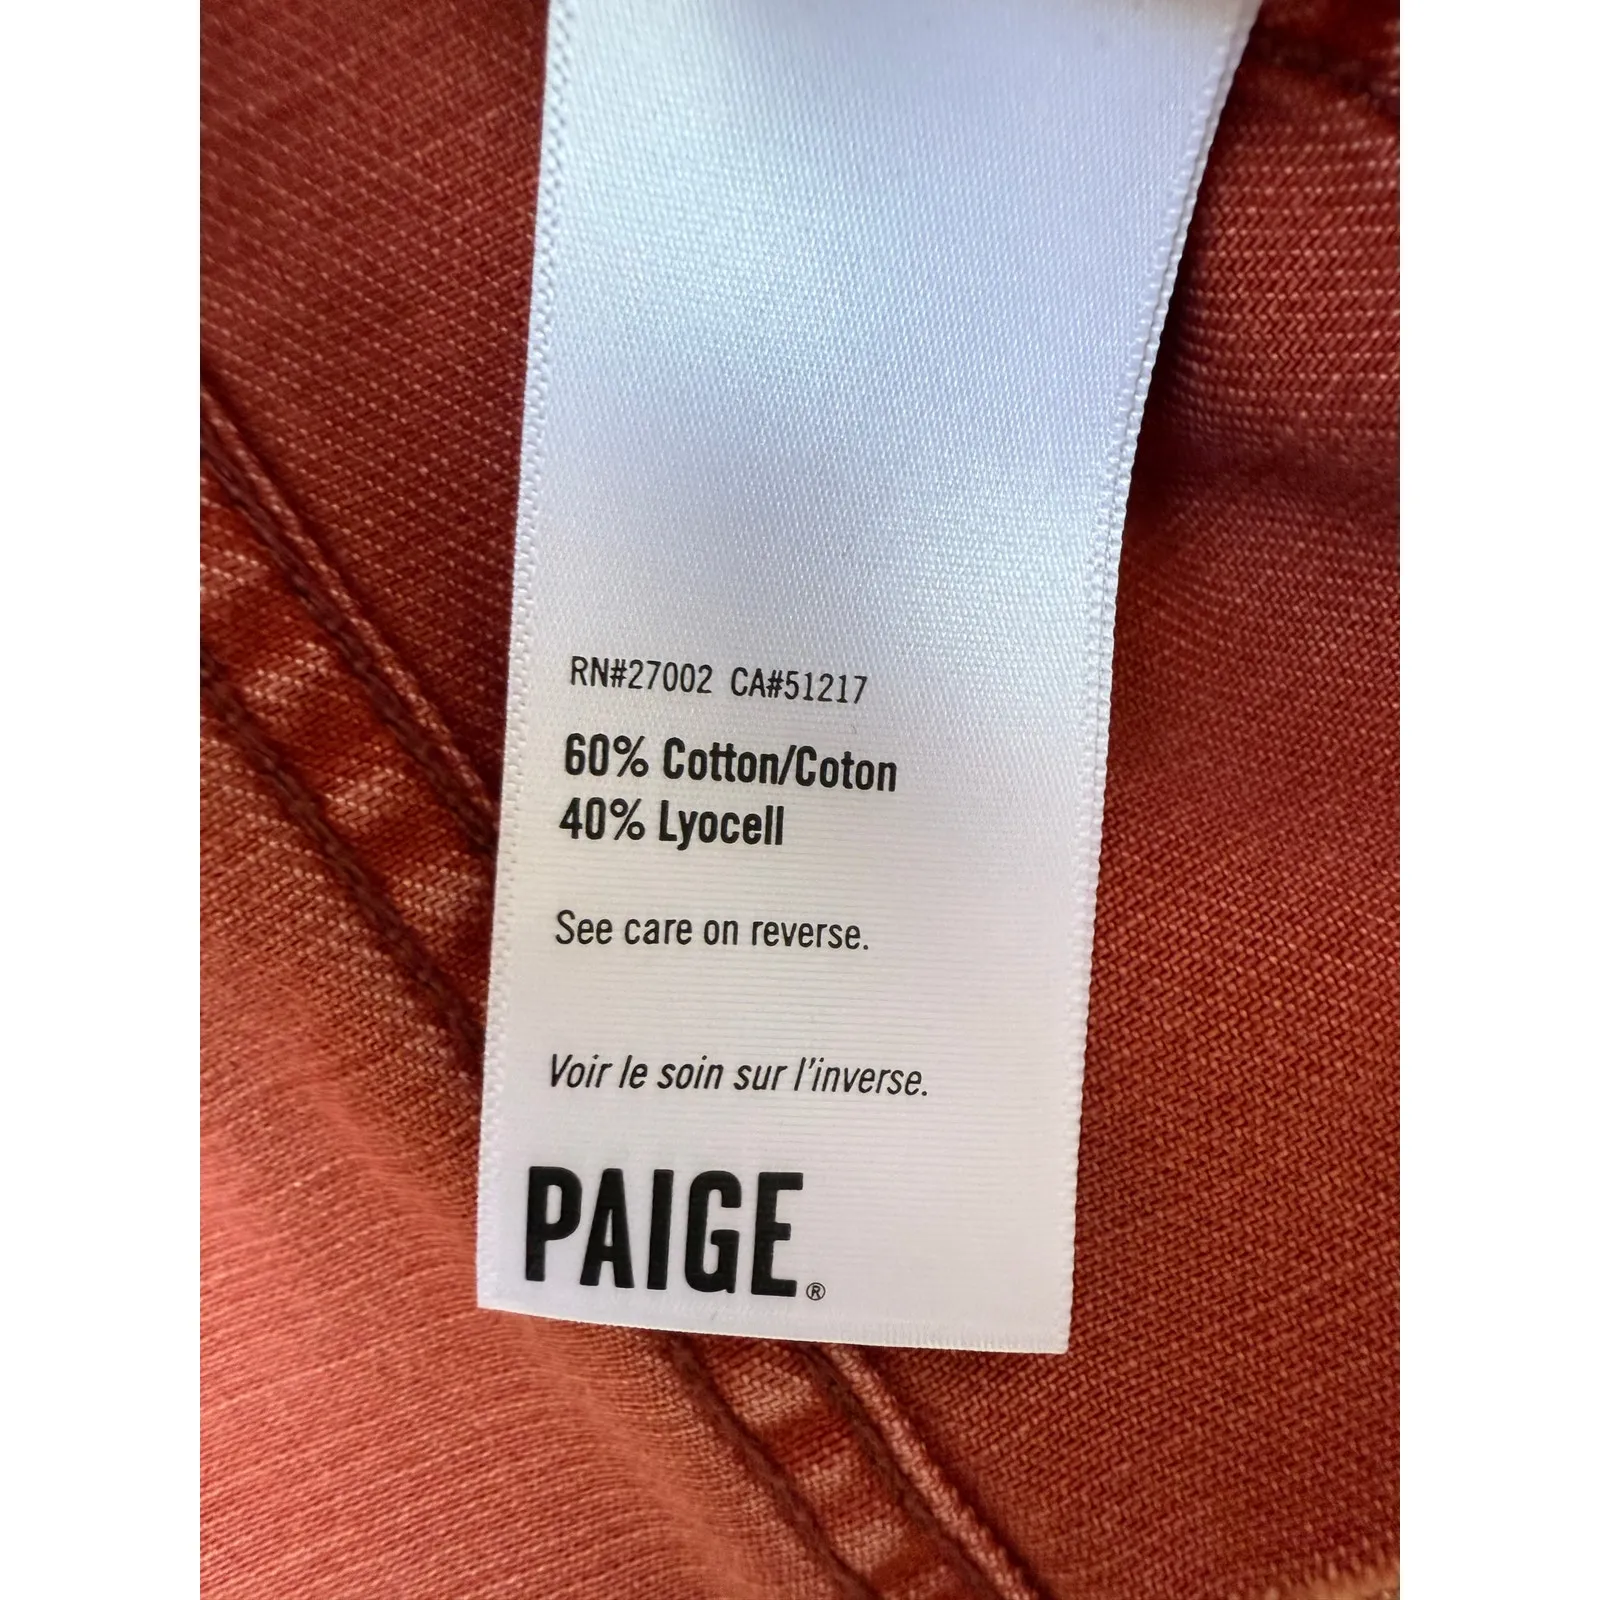 RN#27002 CA#51217
60% Cotton/Coton
40% Lyocell
See care on reverse.
Voir le soin sur l'inverse.
PAIGE®